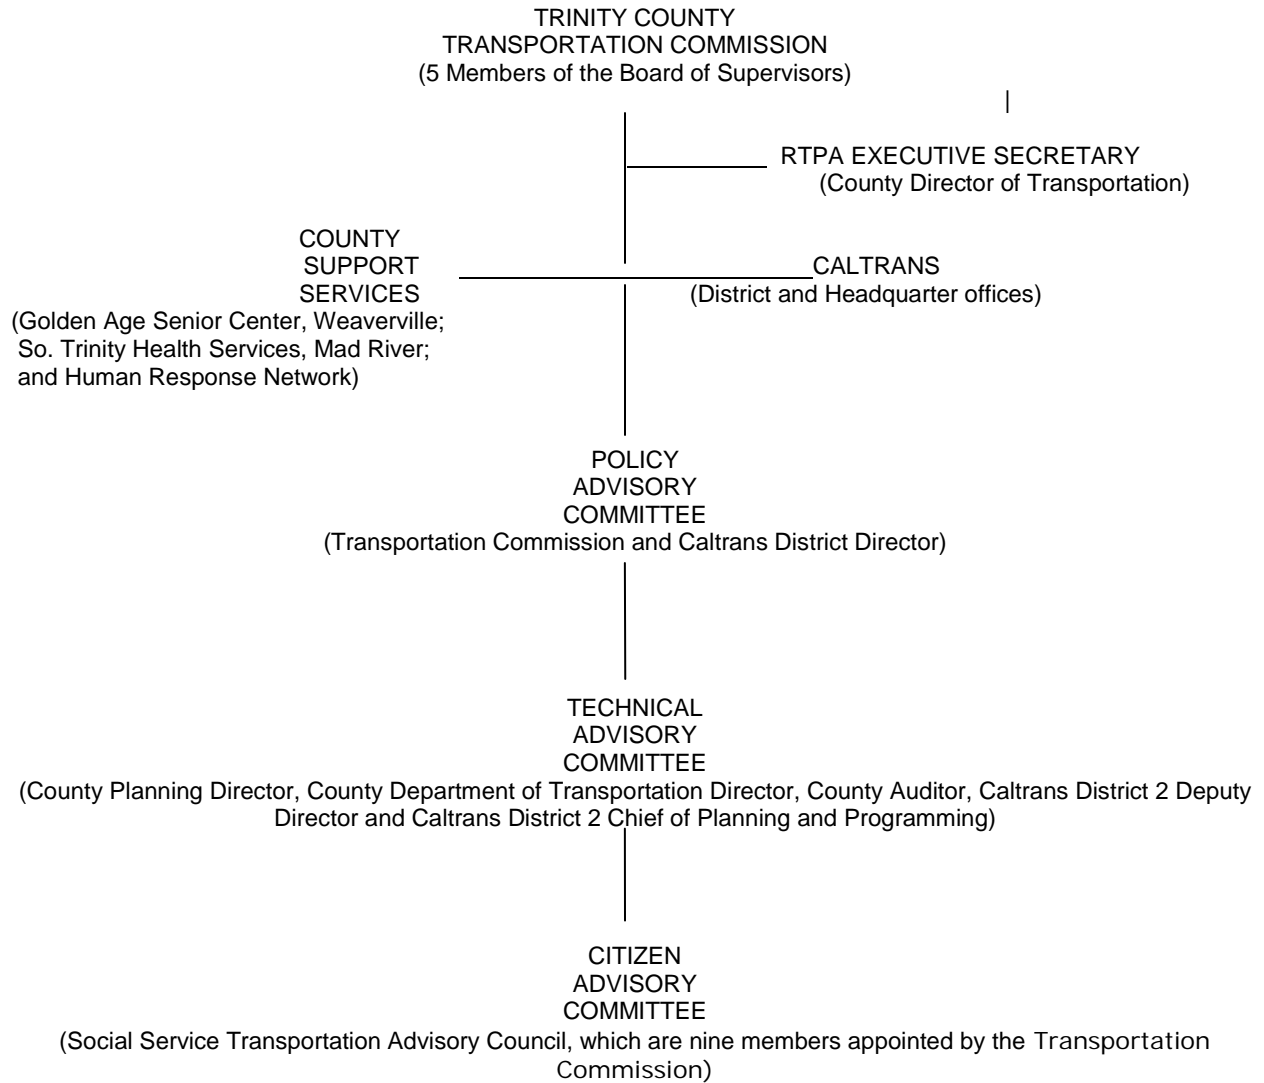 TRINITY COUNTY
TRANSPORTATION COMMISSION
(5 Members of the Board of Supervisors)
|
RTPA EXECUTIVE SECRETARY
(County Director of Transportation)
COUNTY
SUPPORT
SERVICES
(Golden Age Senior Center, Weaverville;
So. Trinity Health Services, Mad River;
and Human Response Network)
CALTRANS
(District and Headquarter offices)
POLICY
ADVISORY
COMMITTEE
(Transportation Commission and Caltrans District Director)
TECHNICAL
ADVISORY
COMMITTEE
(County Planning Director, County Department of Transportation Director, County Auditor, Caltrans District 2 Deputy
Director and Caltrans District 2 Chief of Planning and Programming)
CITIZEN
ADVISORY
COMMITTEE
(Social Service Transportation Advisory Council, which are nine members appointed by the Transportation
Commission)